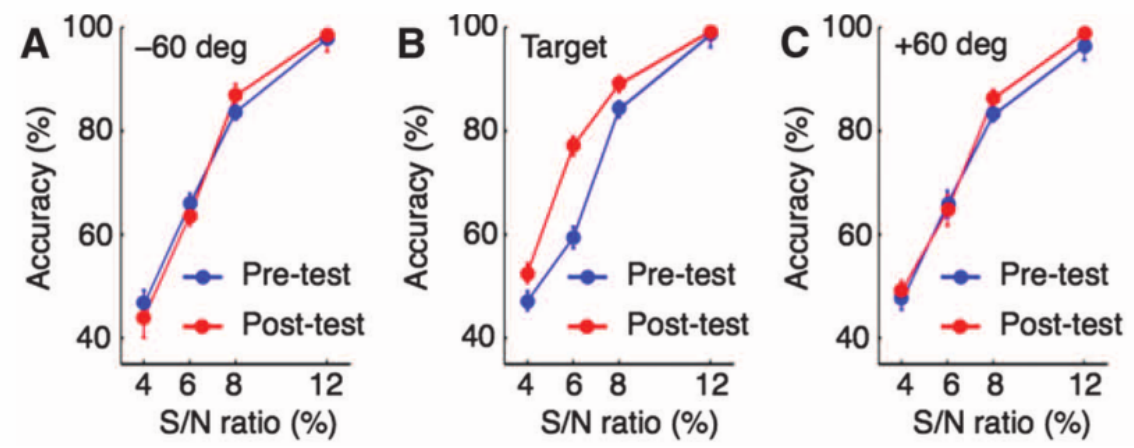 A
–60 deg
100
80
60
40
Accuracy (%)
Pre-test
Post-test
4 6 8 12
S/N ratio (%)
B
Target
100
80
60
40
Accuracy (%)
Pre-test
Post-test
4 6 8 12
S/N ratio (%)
C
+60 deg
100
80
60
40
Accuracy (%)
Pre-test
Post-test
4 6 8 12
S/N ratio (%)